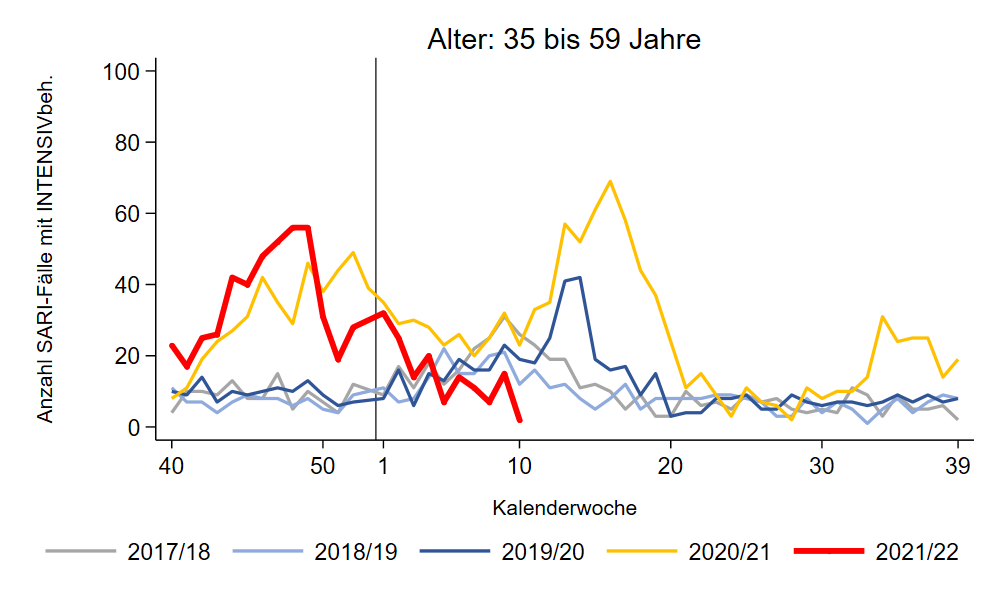 Alter: 35 bis 59 Jahre
Anzahl SARI-Fälle mit INTENSIVbeh.
100
80
60
40
20
0
40 50 1 10 20 30 39
Kalenderwoche
2017/18 2018/19 2019/20 2020/21 2021/22